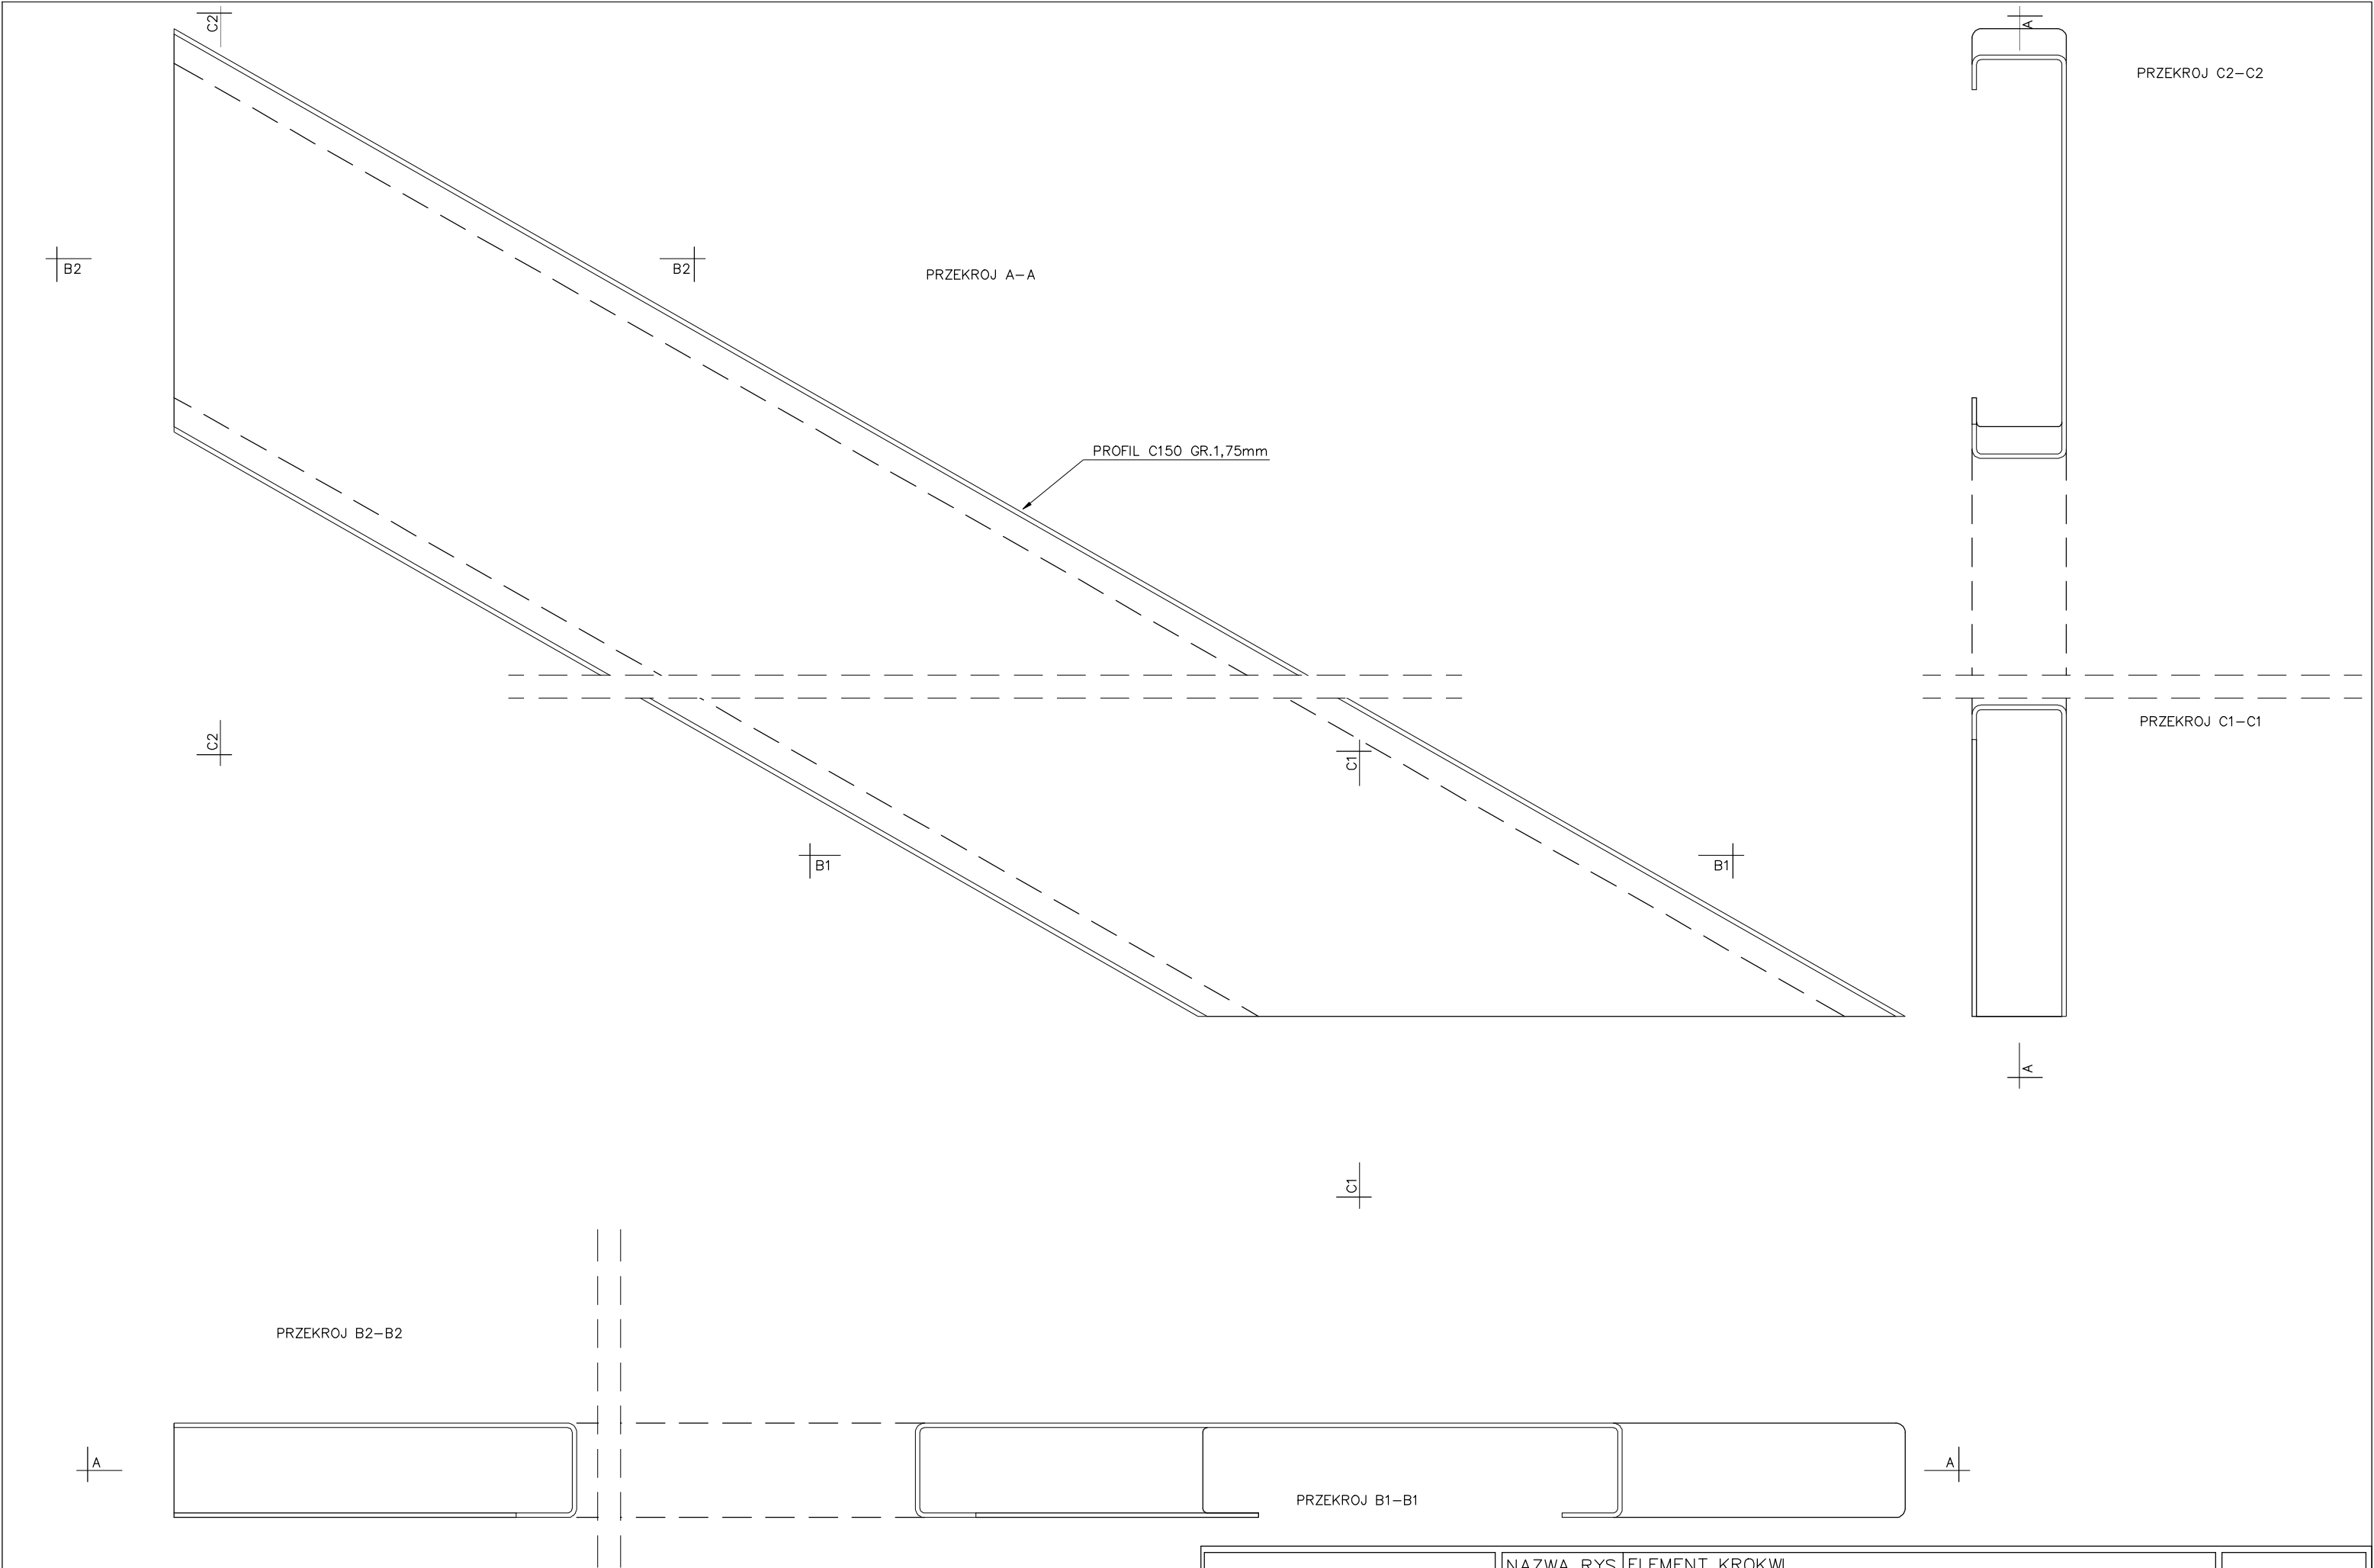 C2
A
PRZEKROJ C2-C2
B2
B2
PRZEKROJ A-A
PROFIL C150 GR.1,75mm
C2
C1
PRZEKROJ C1-C1
B1
B1
A
C1
PRZEKROJ B2-B2
A
A
PRZEKROJ B1-B1
NAZWA RYS ELEMENT KROKWI